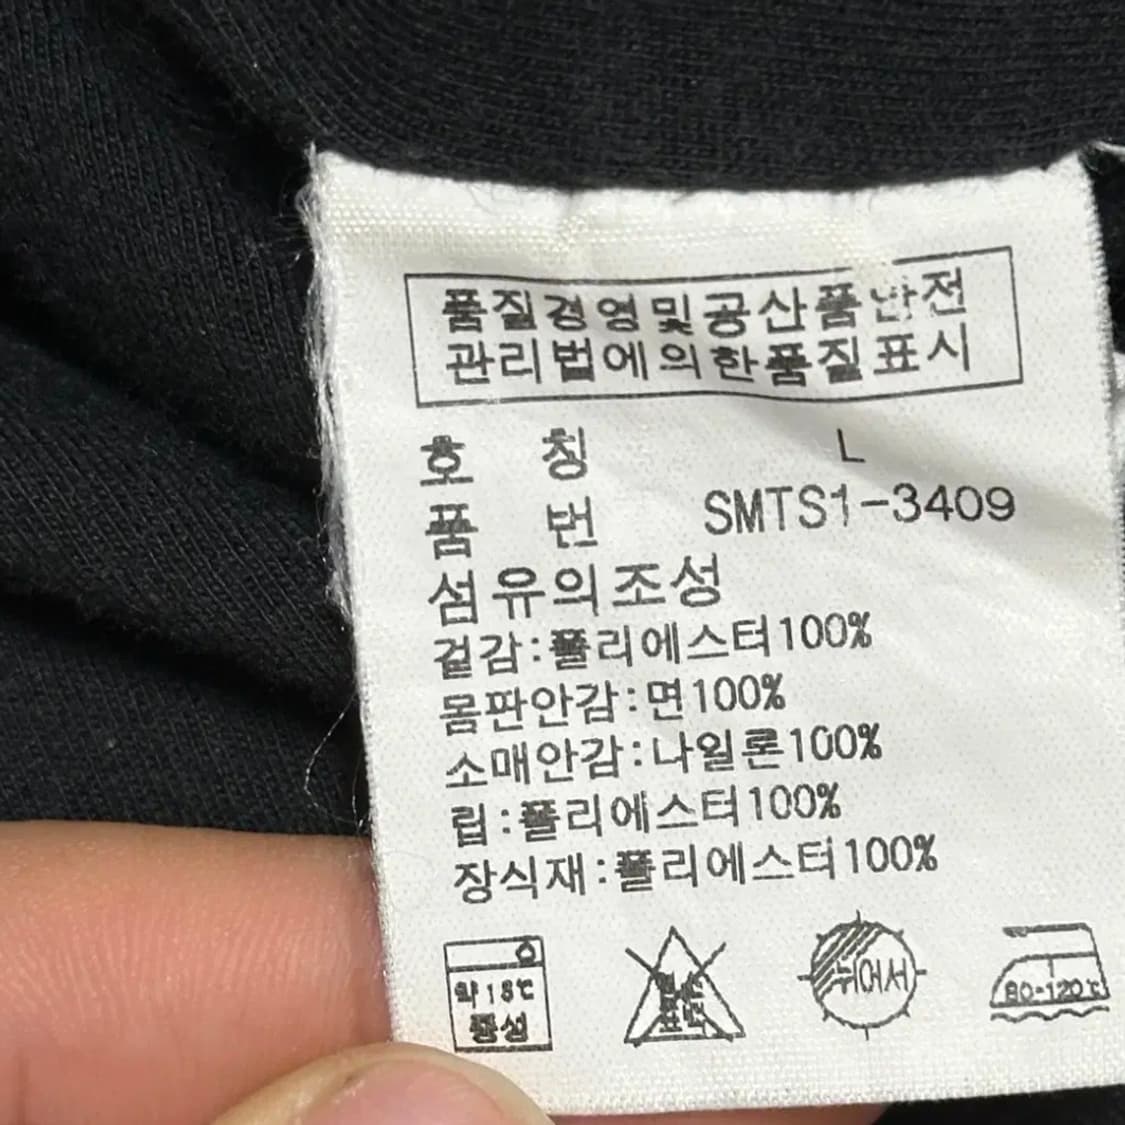 품질경영및공산품안전
관리법에의한품질표시
호 칭 L
품 번 SMTS1-3409
섬유의조성
겉감:폴리에스터100%
몸판안감:면100%
소매안감:나일론100%
립:폴리에스터100%
장식재:폴리에스터100%
약 15℃
중성
뉘어서
80-120℃